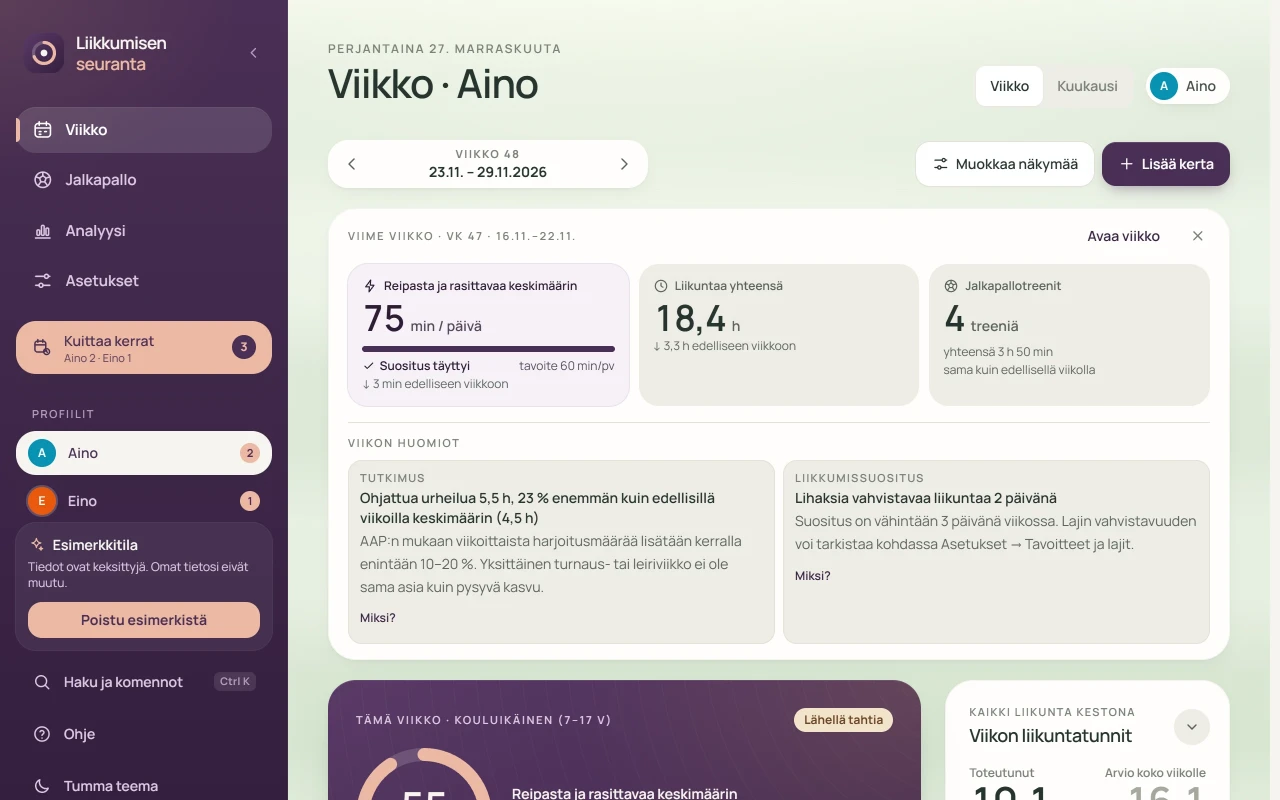 Liikkumisen
seuranta
Viikko
Jalkapallo
Analyysi
Asetukset
Kuittaa kerrat
Aino 2 · Eino 1
3
PROFIILIT
A
Aino
2
E
Eino
1
Esimerkkitila
Tiedot ovat keksittyjä. Omat tietosi eivät
muutu.
Poistu esimerkistä
Haku ja komennot
Ctrl K
Ohje
Tumma teema
PERJANTAINA 27. MARRASKUUTA
Viikko · Aino
Viikko
Kuukausi
A
Aino
VIIKKO 48
23.11. – 29.11.2026
Muokkaa näkymää
Lisää kerta
VIIME VIIKKO · VK 47 · 16.11.–22.11.
Avaa viikko
Reipasta ja rasittavaa keskimäärin
75 min / päivä
Suositus täyttyi
tavoite 60 min/pv
↓ 3 min edelliseen viikkoon
Liikuntaa yhteensä
18,4 h
↓ 3,3 h edelliseen viikkoon
Jalkapallotreenit
4 treeniä
yhteensä 3 h 50 min
sama kuin edellisellä viikolla
VIIKON HUOMIOT
TUTKIMUS
Ohjattua urheilua 5,5 h, 23 % enemmän kuin edellisillä
viikoilla keskimäärin (4,5 h)
AAP:n mukaan viikoittaista harjoitusmäärää lisätään kerralla
enintään 10–20 %. Yksittäinen turnaus- tai leiriviikko ei ole
sama asia kuin pysyvä kasvu.
Miksi?
LIIKKUMISSUOSITUS
Lihaksia vahvistavaa liikuntaa 2 päivänä
Suositus on vähintään 3 päivänä viikossa. Lajin vahvistavuuden
voi tarkistaa kohdassa Asetukset → Tavoitteet ja lajit.
Miksi?
TÄMÄ VIIKKO · KOULUIKÄINEN (7–17 V)
Lähellä tahtia
55
Reipasta ja rasittavaa keskimäärin
KAIKKI LIIKUNTA KESTONA
Viikon liikuntatunnit
Toteutunut
Arvio koko viikolle